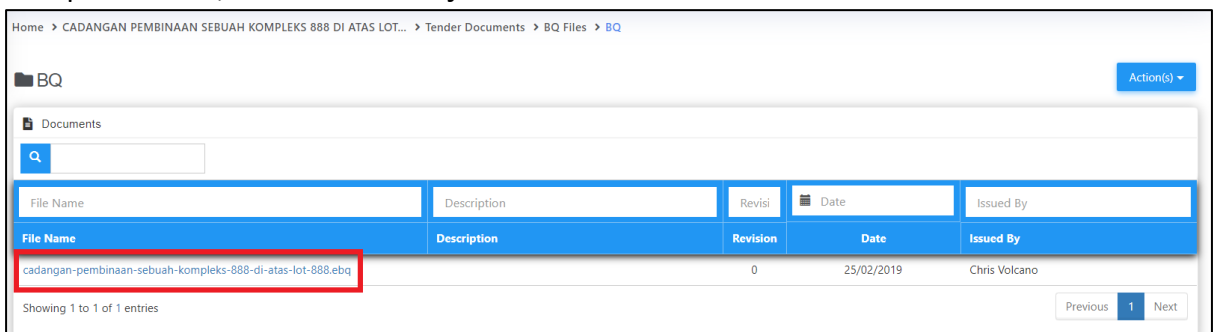 Home > CADANGAN PEMBINAAN SEBUAH KOMPLEKS 888 DI ATAS LOT... > Tender Documents > BQ Files > BQ
BQ
Action(s)
Documents
File Name Description Revisi Date Issued By
File Name Description Revision Date Issued By
cadangan-pembinaan-sebuah-kompleks-888-di-atas-lot-888.ebq 0 25/02/2019 Chris Volcano
Showing 1 to 1 of 1 entries Previous 1 Next